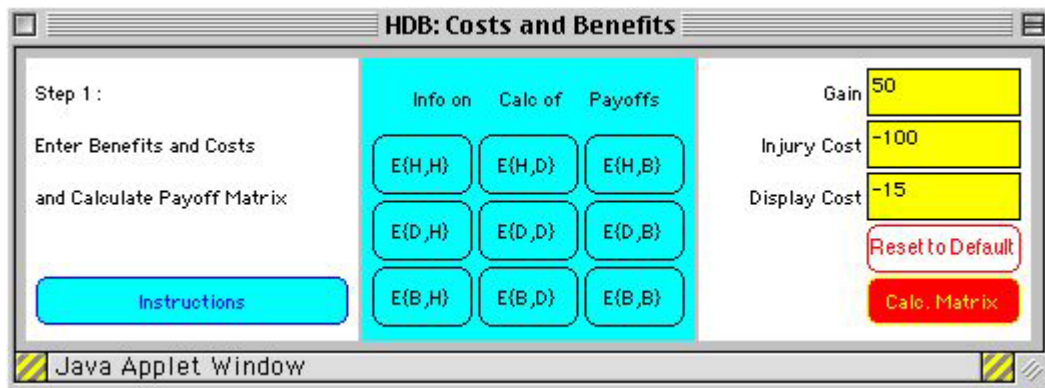 HDB: Costs and Benefits
Step 1 :
Enter Benefits and Costs
and Calculate Payoff Matrix
Instructions
Info on Calc of Payoffs
E{H,H} E{H,D} E{H,B}
E{D,H} E{D,D} E{D,B}
E{B,H} E{B,D} E{B,B}
Gain 50
Injury Cost -100
Display Cost -15
Reset to Default
Calc. Matrix
Java Applet Window